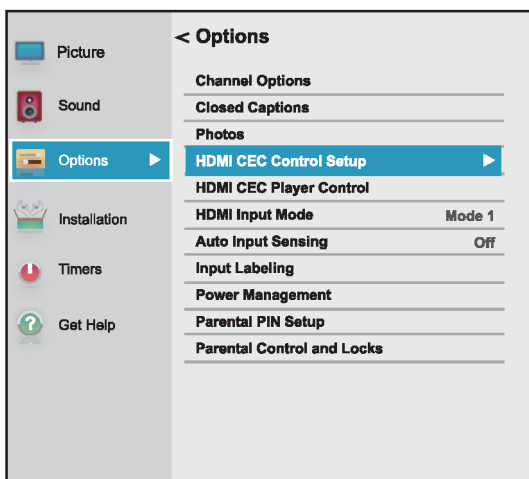 Picture
Sound
Options
Installation
Timers
Get Help
< Options
Channel Options
Closed Captions
Photos
HDMI CEC Control Setup
HDMI CEC Player Control
HDMI Input Mode Mode 1
Auto Input Sensing Off
Input Labeling
Power Management
Parental PIN Setup
Parental Control and Locks